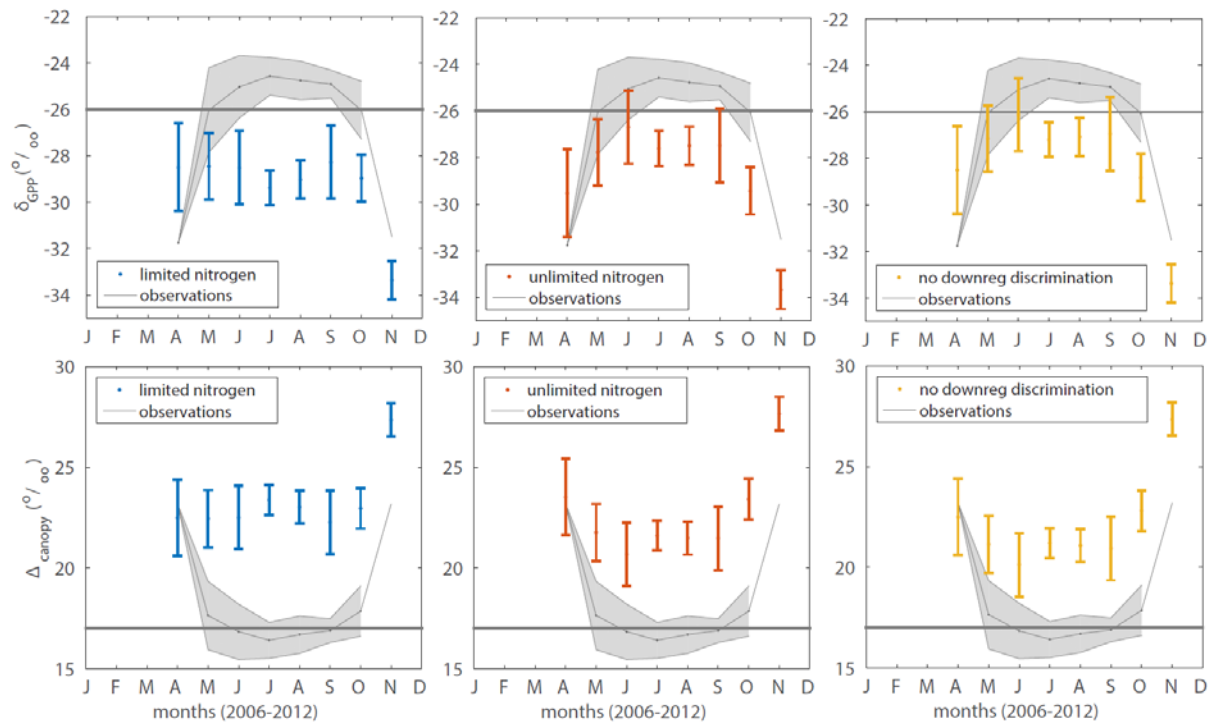 -22
-24
-26
-28
-30
-32
-34
δGPP (o/oo)
limited nitrogen
observations
J F M A M J J A S O N D
-22
-24
-26
-28
-30
-32
-34
unlimited nitrogen
observations
J F M A M J J A S O N D
-22
-24
-26
-28
-30
-32
-34
no downreg discrimination
observations
J F M A M J J A S O N D
30
25
20
15
Δcanopy (o/oo)
limited nitrogen
observations
J F M A M J J A S O N D
months (2006-2012)
30
25
20
15
unlimited nitrogen
observations
J F M A M J J A S O N D
months (2006-2012)
30
25
20
15
no downreg discrimination
observations
J F M A M J J A S O N D
months (2006-2012)